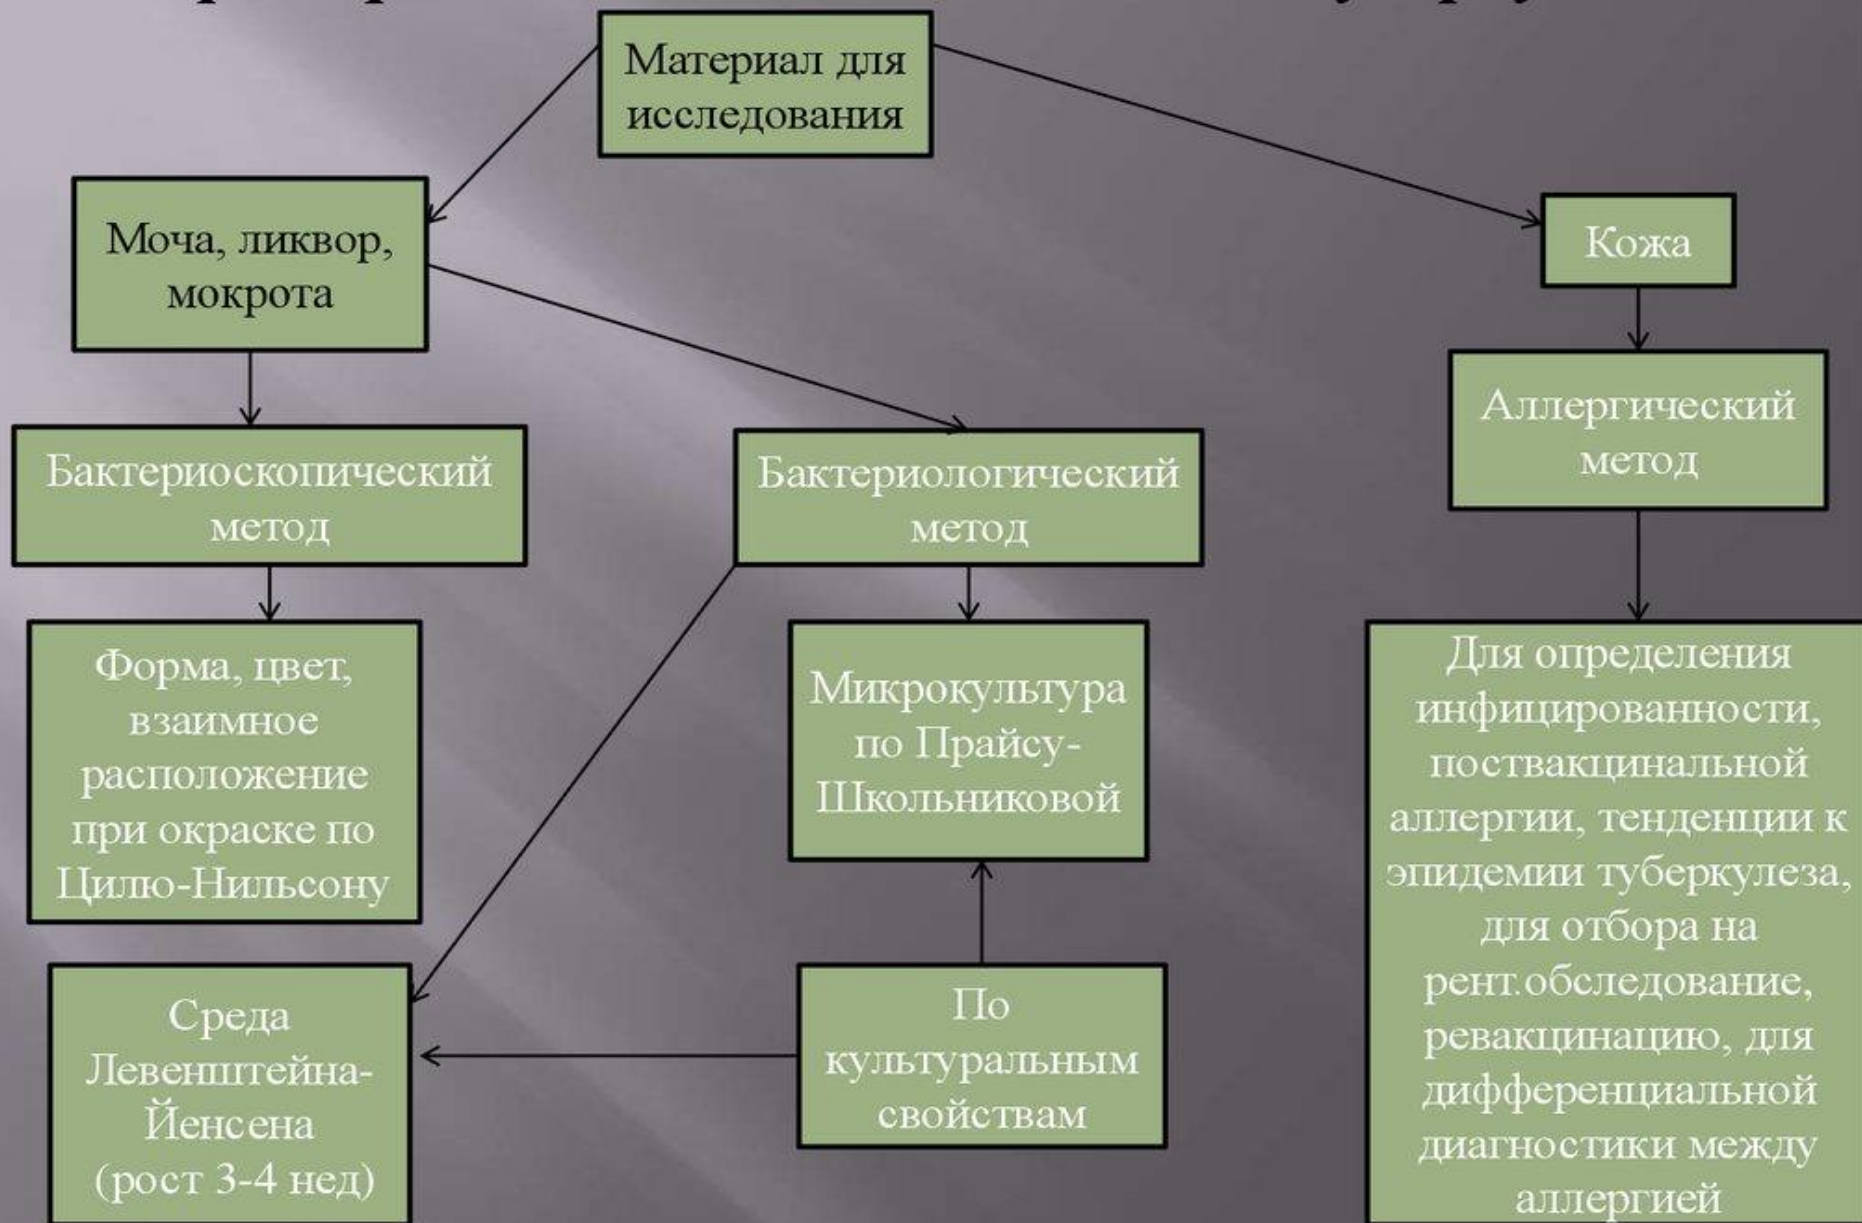 Материал для
исследования
Моча, ликвор,
мокрота
Кожа
Бактериоскопический
метод
Бактериологический
метод
Аллергический
метод
Форма, цвет,
взаимное
расположение
при окраске по
Цилю-Нильсону
Микрокультура
по Прайсу-
Школьниковой
Для определения
инфицированности,
поствакцинальной
аллергии, тенденции к
эпидемии туберкулеза,
для отбора на
рент.обследование,
ревакцинацию, для
дифференциальной
диагностики между
аллергией
Среда
Левенштейна-
Йенсена
(рост 3-4 нед)
По
культуральным
свойствам